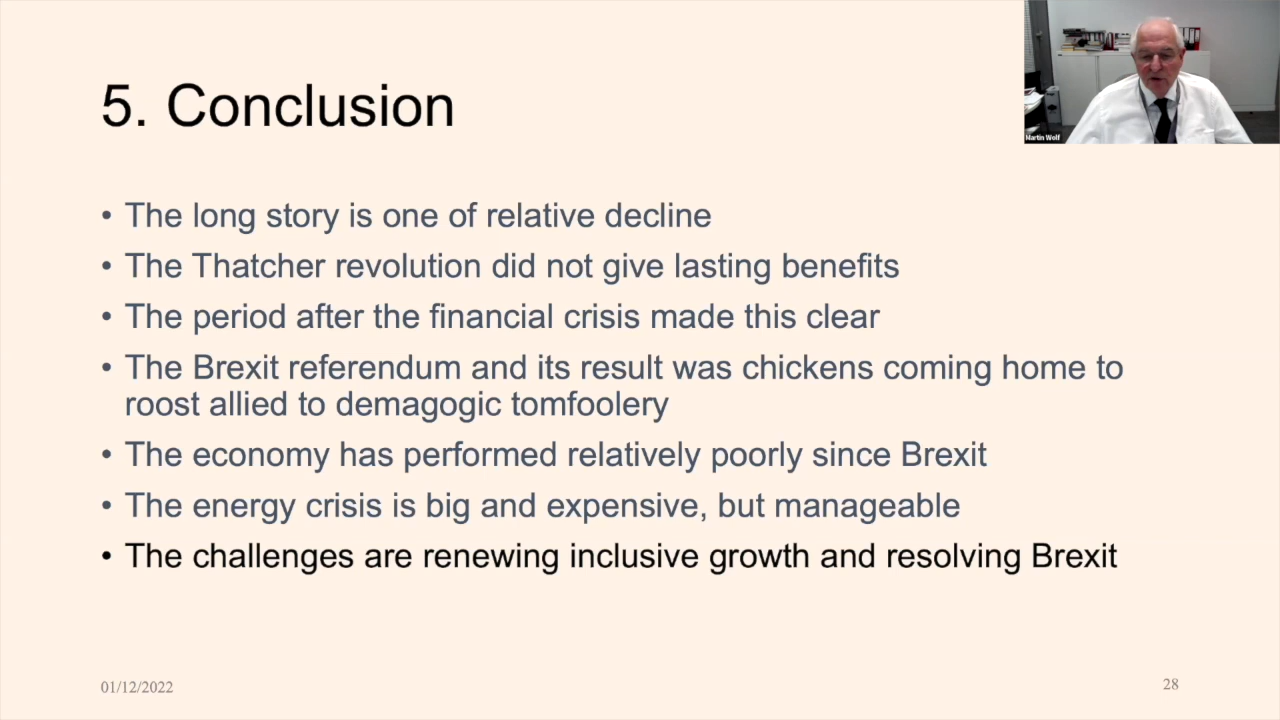 5. Conclusion
Martin Wolf
• The long story is one of relative decline
• The Thatcher revolution did not give lasting benefits
• The period after the financial crisis made this clear
• The Brexit referendum and its result was chickens coming home to
roost allied to demagogic tomfoolery
• The economy has performed relatively poorly since Brexit
• The energy crisis is big and expensive, but manageable
• The challenges are renewing inclusive growth and resolving Brexit
01/12/2022
28